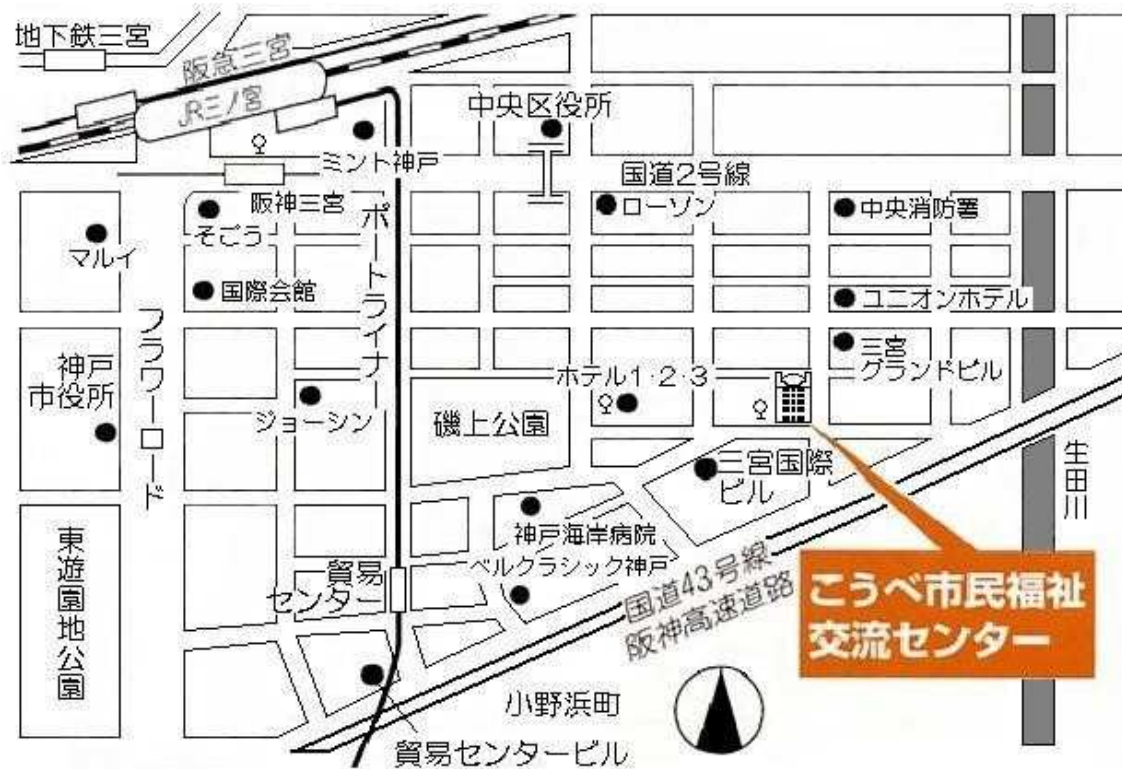 地下鉄三宮
阪急三宮
JR三ノ宮
中央区役所
ミント神戸
国道2号線
阪神三宮
そごう
ローソン
中央消防署
マルイ
ポートライナ
国際会館
ユニオンホテル
フラワーロード
三宮
グランドビル
神戸
市役所
ホテル1・2・3
ジョーシン
磯上公園
三宮国際
ビル
生田川
神戸海岸病院
ベルクラシック神戸
東遊園地公園
貿易
センター
国道43号線
阪神高速道路
こうべ市民福祉
交流センター
小野浜町
貿易センタービル